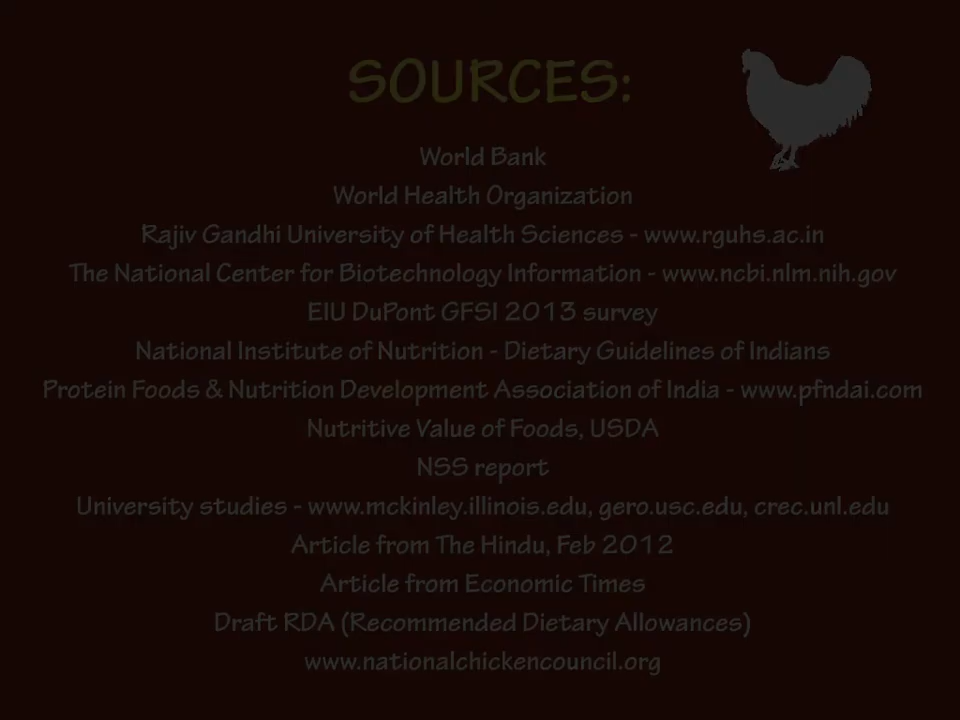 SOURCES:
World Bank
World Health Organization
Rajiv Gandhi University of Health Sciences - www.rguhs.ac.in
The National Center for Biotechnology Information - www.ncbi.nlm.nih.gov
EIU DuPont GFSI 2013 survey
National Institute of Nutrition - Dietary Guidelines of Indians
Protein Foods & Nutrition Development Association of India - www.pfndai.com
Nutritive Value of Foods, USDA
NSS report
University studies - www.mckinley.illinois.edu, gero.usc.edu, crec.unl.edu
Article from The Hindu, Feb 2012
Article from Economic Times
Draft RDA (Recommended Dietary Allowances)
www.nationalchickencouncil.org